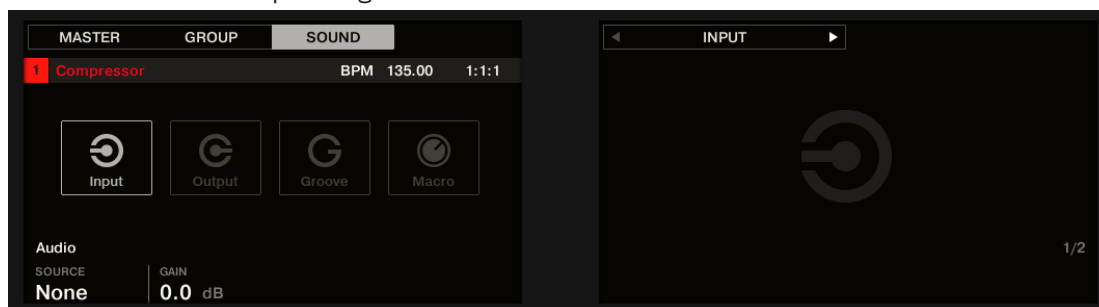 MASTER GROUP SOUND
1 Compressor BPM 135.00 1:1:1
Input Output Groove Macro
Audio
SOURCE GAIN
None 0.0 dB
INPUT
1/2